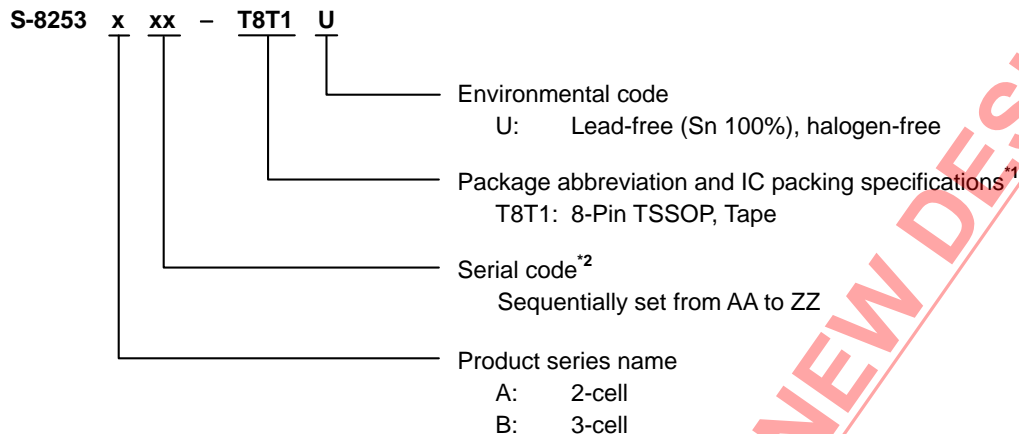 S-8253 x xx – T8T1 U
Environmental code
U: Lead-free (Sn 100%), halogen-free
Package abbreviation and IC packing specifications*1
T8T1: 8-Pin TSSOP, Tape
Serial code*2
Sequentially set from AA to ZZ
Product series name
A: 2-cell
B: 3-cell
NEW